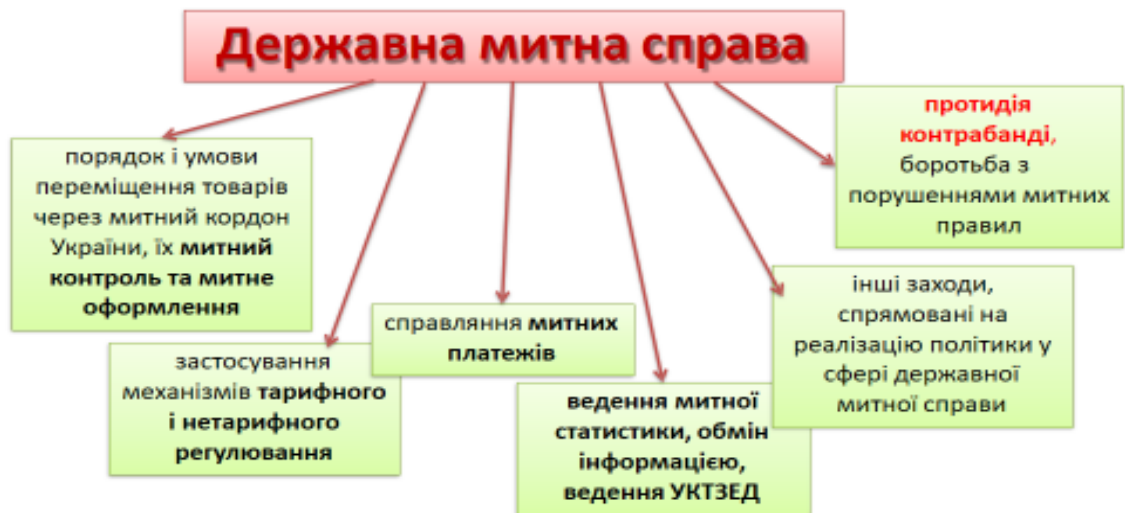 Державна митна справа
порядок і умови
переміщення товарів
через митний кордон
України, їх митний
контроль та митне
оформлення
застосування
механізмів тарифного
і нетарифного
регулювання
справляння митних
платежів
ведення митної
статистики, обмін
інформацією,
ведення УКТЗЕД
інші заходи,
спрямовані на
реалізацію політики у
сфері державної
митної справи
протидія
контрабанді,
боротьба з
порушеннями митних
правил